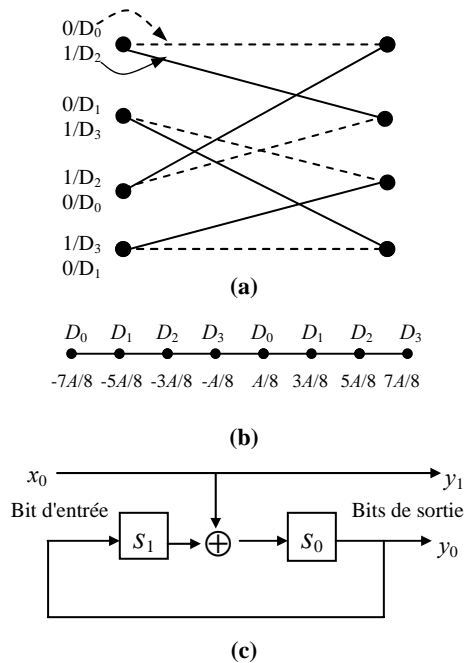 0/D₀
1/D₂
0/D₁
1/D₃
1/D₂
0/D₀
1/D₃
0/D₁
(a)
D₀ D₁ D₂ D₃ D₀ D₁ D₂ D₃
-7A/8 -5A/8 -3A/8 -A/8 A/8 3A/8 5A/8 7A/8
(b)
x₀ y₁
Bit d'entrée Bits de sortie
s₁ s₀ y₀
(c)